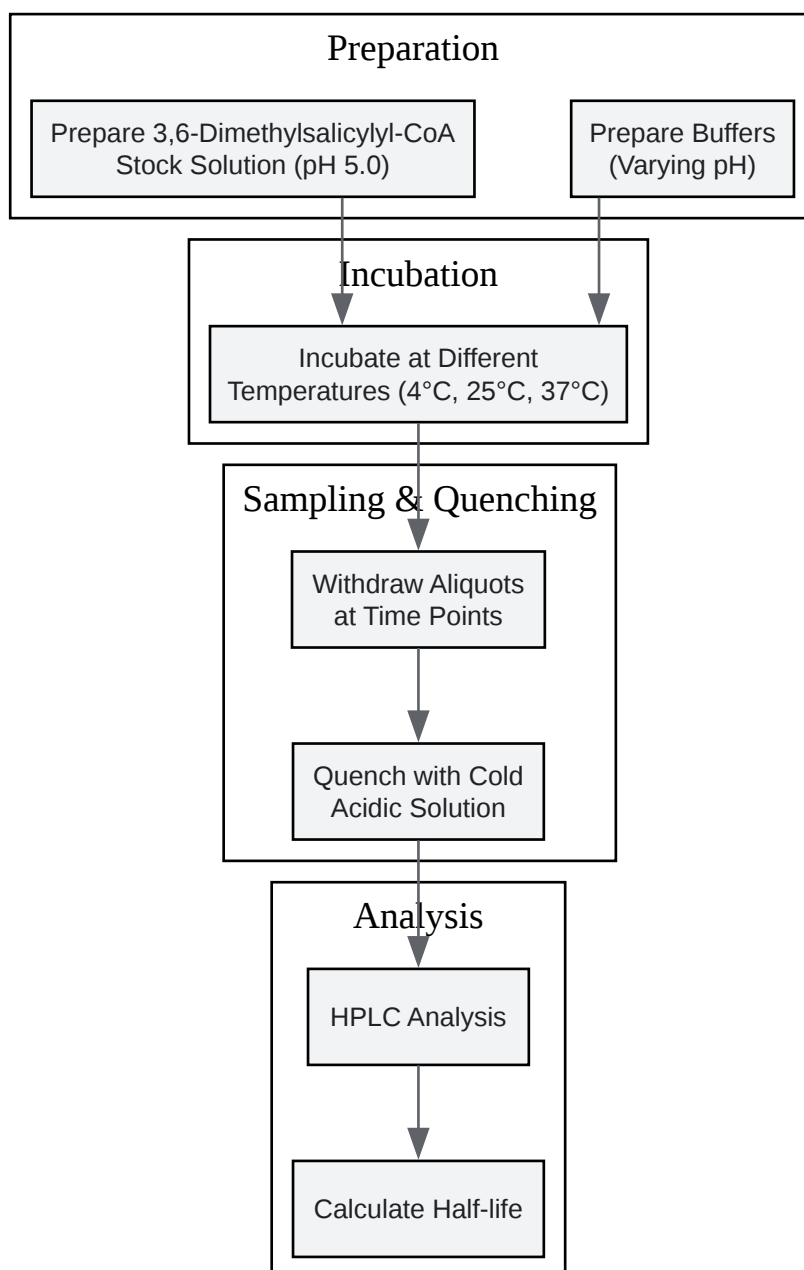 Preparation
Prepare 3,6-Dimethylsalicylyl-CoA
Stock Solution (pH 5.0)
Prepare Buffers
(Varying pH)
Incubation
Incubate at Different
Temperatures (4°C, 25°C, 37°C)
Sampling & Quenching
Withdraw Aliquots
at Time Points
Quench with Cold
Acidic Solution
Analysis
HPLC Analysis
Calculate Half-life